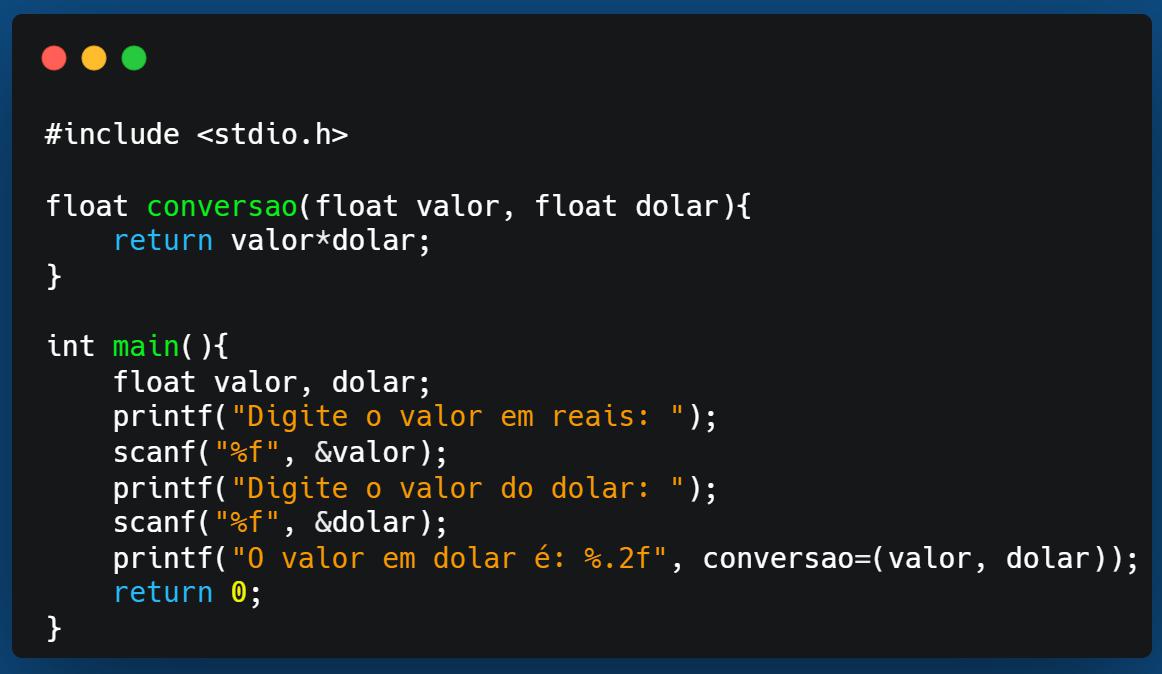 #include <stdio.h>

float conversao(float valor, float dolar){
    return valor*dolar;
}

int main(){
    float valor, dolar;
    printf("Digite o valor em reais: ");
    scanf("%f", &valor);
    printf("Digite o valor do dolar: ");
    scanf("%f", &dolar);
    printf("O valor em dolar é: %.2f", conversao=(valor, dolar));
    return 0;
}